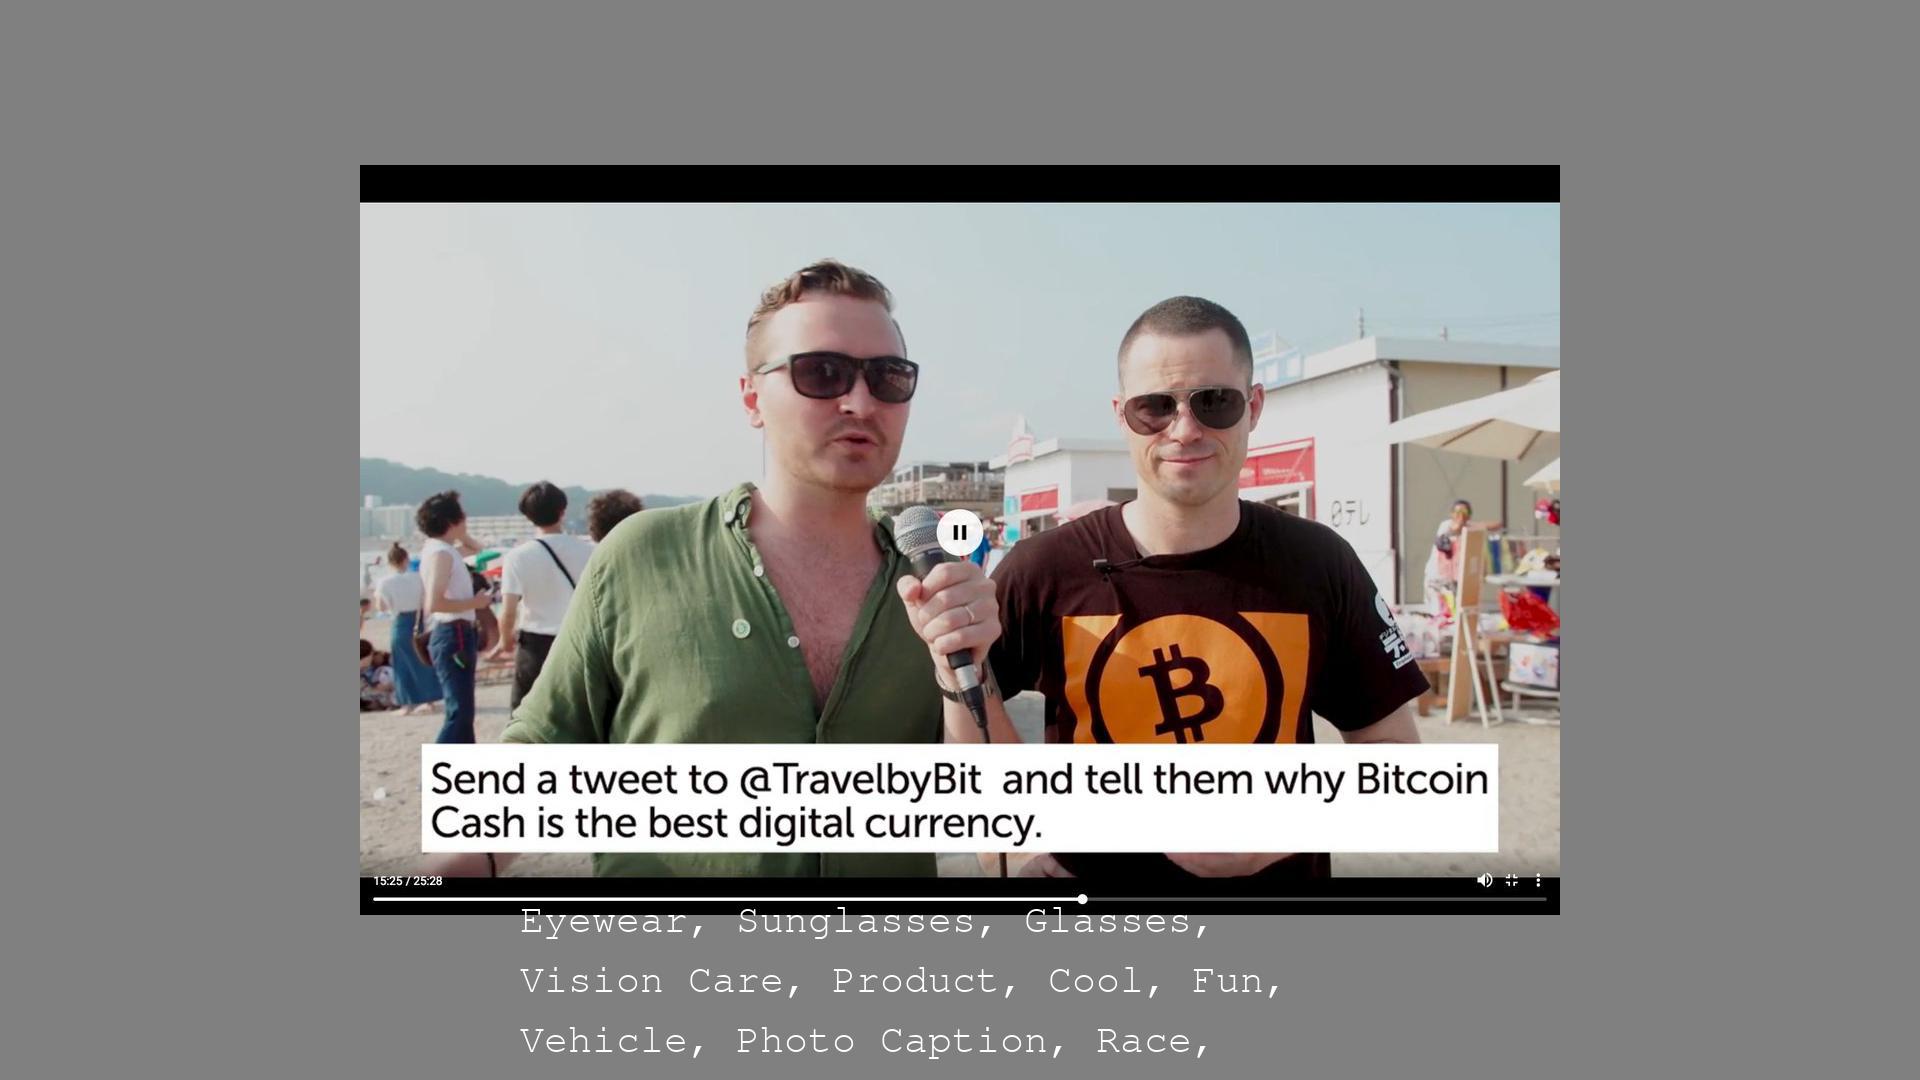 日テレ
Send a tweet to @TravelbyBit and tell them why Bitcoin
Cash is the best digital currency.
15:25 / 25:28
Eyewear, Sunglasses, Glasses,
Vision Care, Product, Cool, Fun,
Vehicle, Photo Caption, Race,